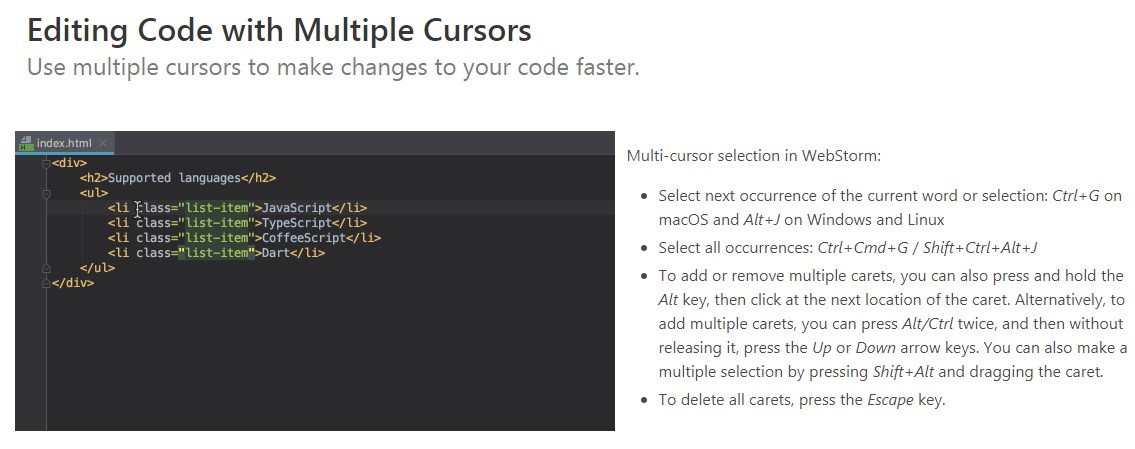 Editing Code with Multiple Cursors
Use multiple cursors to make changes to your code faster.
index.html
<div>
<h2>Supported languages</h2>
<ul>
<li class="list-item">JavaScript</li>
<li class="list-item">TypeScript</li>
<li class="list-item">CoffeeScript</li>
<li class="list-item">Dart</li>
</ul>
</div>
Multi-cursor selection in WebStorm:
• Select next occurrence of the current word or selection: Ctrl+G on
macOS and Alt+J on Windows and Linux
• Select all occurrences: Ctrl+Cmd+G / Shift+Ctrl+Alt+J
• To add or remove multiple carets, you can also press and hold the
Alt key, then click at the next location of the caret. Alternatively, to
add multiple carets, you can press Alt/Ctrl twice, and then without
releasing it, press the Up or Down arrow keys. You can also make a
multiple selection by pressing Shift+Alt and dragging the caret.
• To delete all carets, press the Escape key.